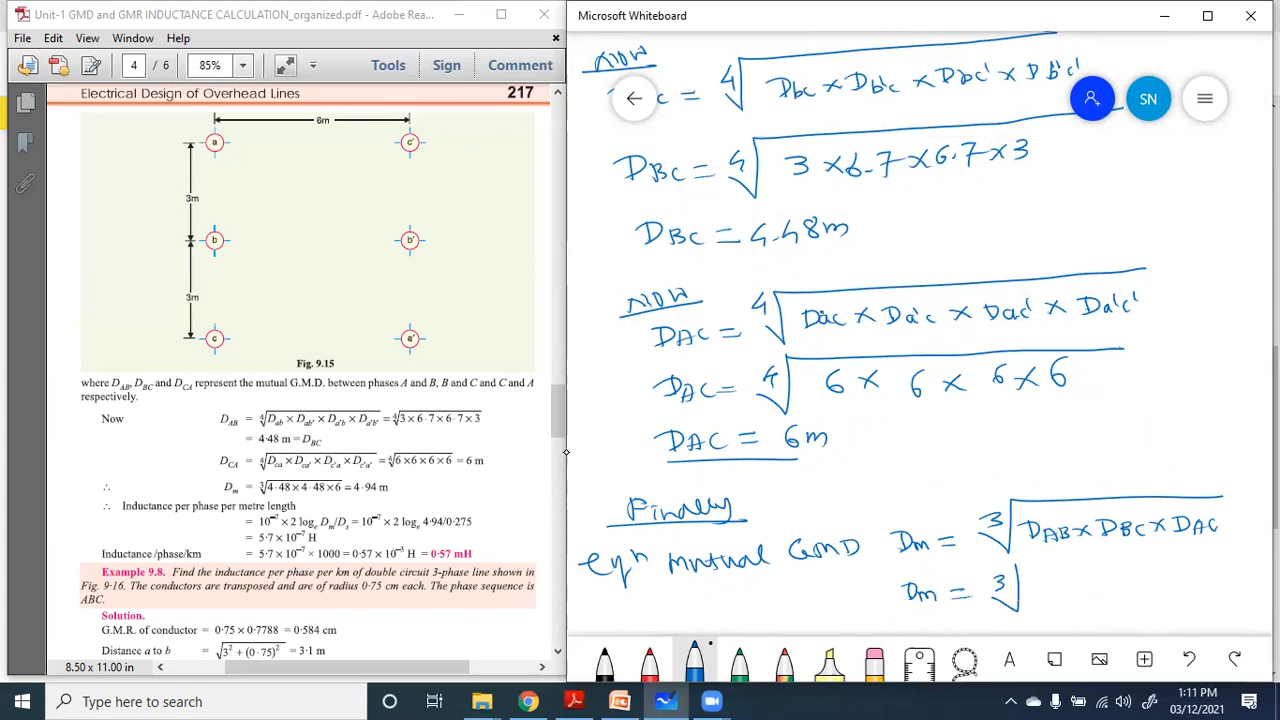 Unit-1 GMD and GMR INDUCTANCE CALCULATION_organized.pdf - Adobe Rea...
File Edit View Window Help
4 / 6 85% Tools Sign Comment
Electrical Design of Overhead Lines 217
6m
a c'
3m
b b'
3m
c a'
Fig. 9.15
where D_AB, D_BC and D_CA represent the mutual G.M.D. between phases A and B, B and C and C and A
respectively.
Now D_AB = ∜(D_ab × D_ab' × D_a'b × D_a'b') = ∜(3 × 6·7 × 6·7 × 3)
= 4·48 m = D_BC
D_CA = ∜(D_ca × D_ca' × D_c'a × D_c'a') = ∜(6 × 6 × 6 × 6) = 6 m
∴ D_m = ∛(4·48 × 4·48 × 6) = 4·94 m
∴ Inductance per phase per metre length
= 10⁻⁷ × 2 log_e D_m/D_s = 10⁻⁷ × 2 log_e 4·94/0·275
= 5·7 × 10⁻⁷ H
Inductance /phase/km = 5·7 × 10⁻⁷ × 1000 = 0·57 × 10⁻³ H = 0·57 mH
Example 9.8. Find the inductance per phase per km of double circuit 3-phase line shown in
Fig. 9·16. The conductors are transposed and are of radius 0·75 cm each. The phase sequence is
ABC.
Solution.
G.M.R. of conductor = 0·75 × 0·7788 = 0·584 cm
Distance a to b = √(3² + (0·75)²) = 3·1 m
8.50 x 11.00 in
Microsoft Whiteboard
Now
c = ∜(Dbc × Db'c × Dbc' × Db'c')
SN
DBC = ∜(3 × 6.7 × 6.7 × 3)
DBC = 4.48m
Now
DAC = ∜(Dac × Da'c × Dac' × Da'c')
DAC = ∜(6 × 6 × 6 × 6)
DAC = 6m
Finally
eqn mutual GMD Dm = ∛(DAB × DBC × DAC
Dm = ∛
A
Type here to search
1:11 PM
03/12/2021